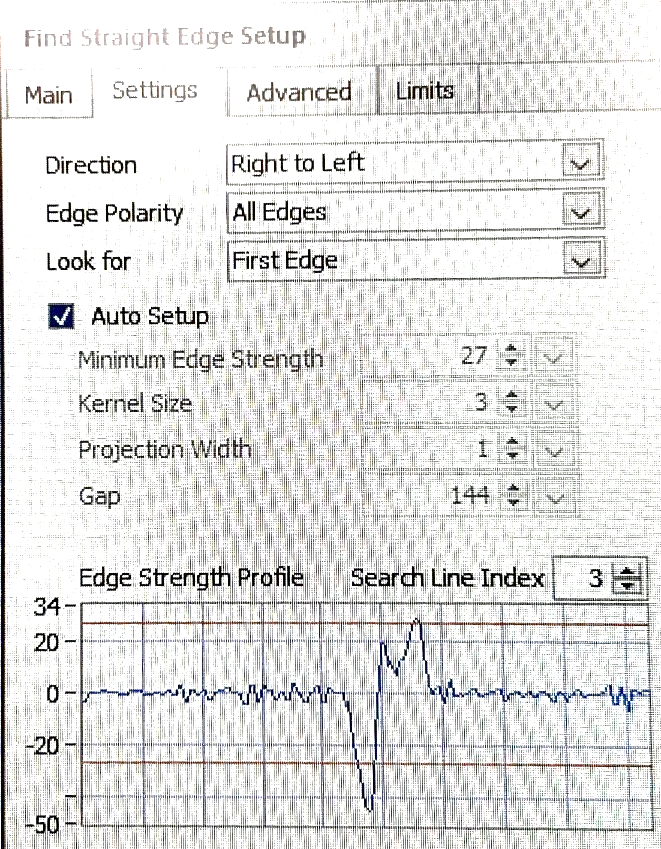 Find Straight Edge Setup
Main Settings Advanced Limits
Direction Right to Left
Edge Polarity All Edges
Look for First Edge
Auto Setup
Minimum Edge Strength 27
Kernel Size 3
Projection Width 1
Gap 144
Edge Strength Profile Search Line Index 3
34
20
0
-20
-50